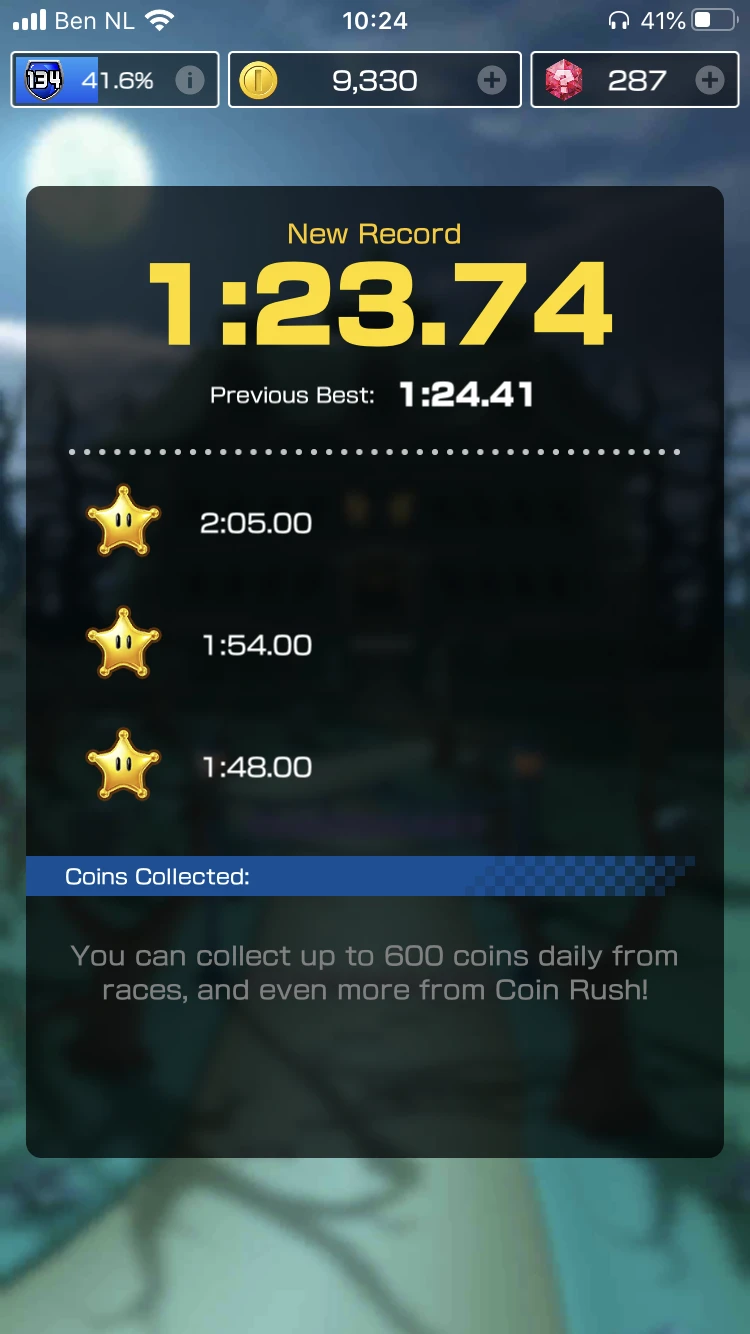 Ben NL 10:24 41%
134 41.6% i 9,330 287
New Record
1:23.74
Previous Best: 1:24.41
2:05.00
1:54.00
1:48.00
Coins Collected:
You can collect up to 600 coins daily from
races, and even more from Coin Rush!